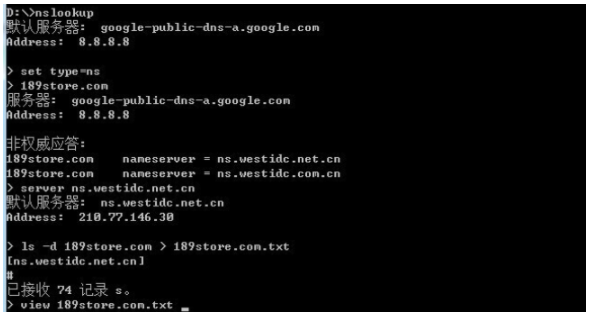 D:\>nslookup
默认服务器: google-public-dns-a.google.com
Address: 8.8.8.8
> set type=ns
> 189store.com
服务器: google-public-dns-a.google.com
Address: 8.8.8.8
非权威应答:
189store.com nameserver = ns.westidc.net.cn
189store.com nameserver = ns.westidc.com.cn
> server ns.westidc.net.cn
默认服务器: ns.westidc.net.cn
Address: 210.77.146.30
> ls -d 189store.com > 189store.com.txt
[ns.westidc.net.cn]
#
已接收 74 记录 s。
> view 189store.com.txt _